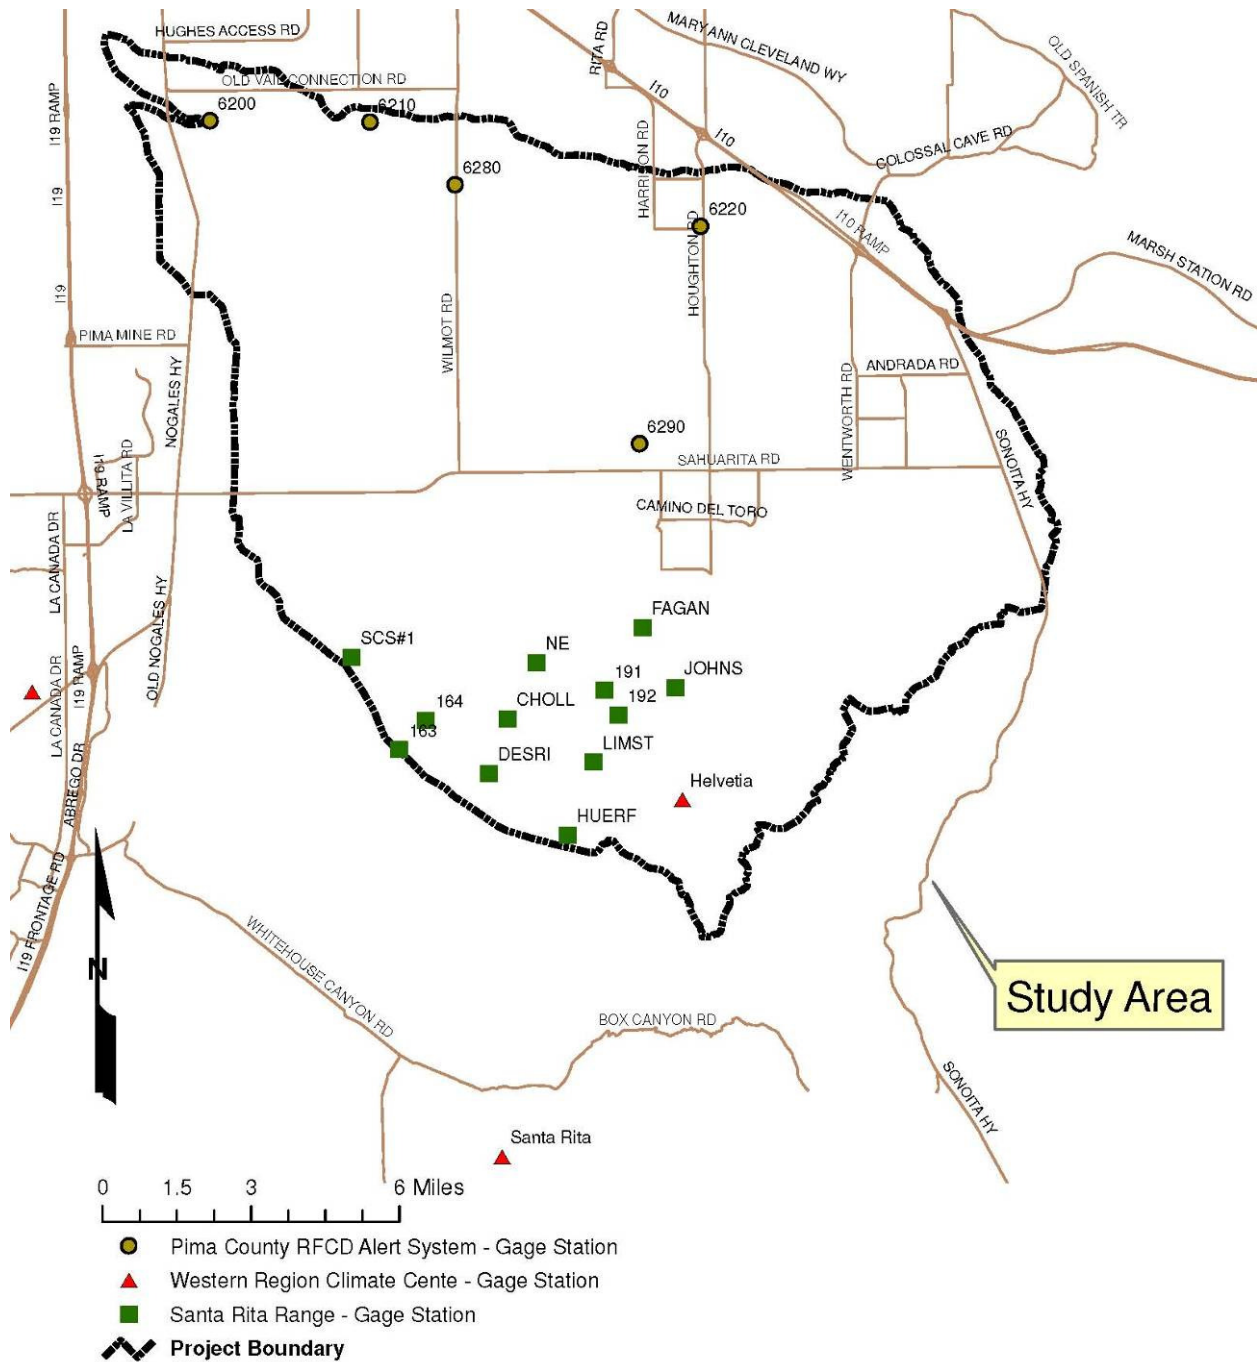 HUGHES ACCESS RD
RITA RD
MARY ANN CLEVELAND WY
OLD SPANISH TR
OLD VAIL CONNECTION RD
I10
I19 RAMP
6200
6210
I10
HARRISON RD
COLOSSAL CAVE RD
6280
I19
6220
HOUGHTON RD
I10 RAMP
MARSH STATION RD
I19
PIMA MINE RD
WILMOT RD
ANDRADA RD
NOGALES HY
WENTWORTH RD
6290
SAHUARITA RD
SONOITA HY
I19 RAMP
LA VILLITA RD
CAMINO DEL TORO
LA CANADA DR
FAGAN
SCS#1
NE
OLD NOGALES HY
191
JOHNS
I19 RAMP
LA CANADA DR
164
CHOLL
192
163
DESRI
LIMST
ABREGO DR
Helvetia
HUERF
I19 FRONTAGE RD
WHITEHOUSE CANYON RD
N
Study Area
BOX CANYON RD
SONOITA HY
Santa Rita
0 1.5 3 6 Miles
Pima County RFCD Alert System - Gage Station
Western Region Climate Cente - Gage Station
Santa Rita Range - Gage Station
Project Boundary